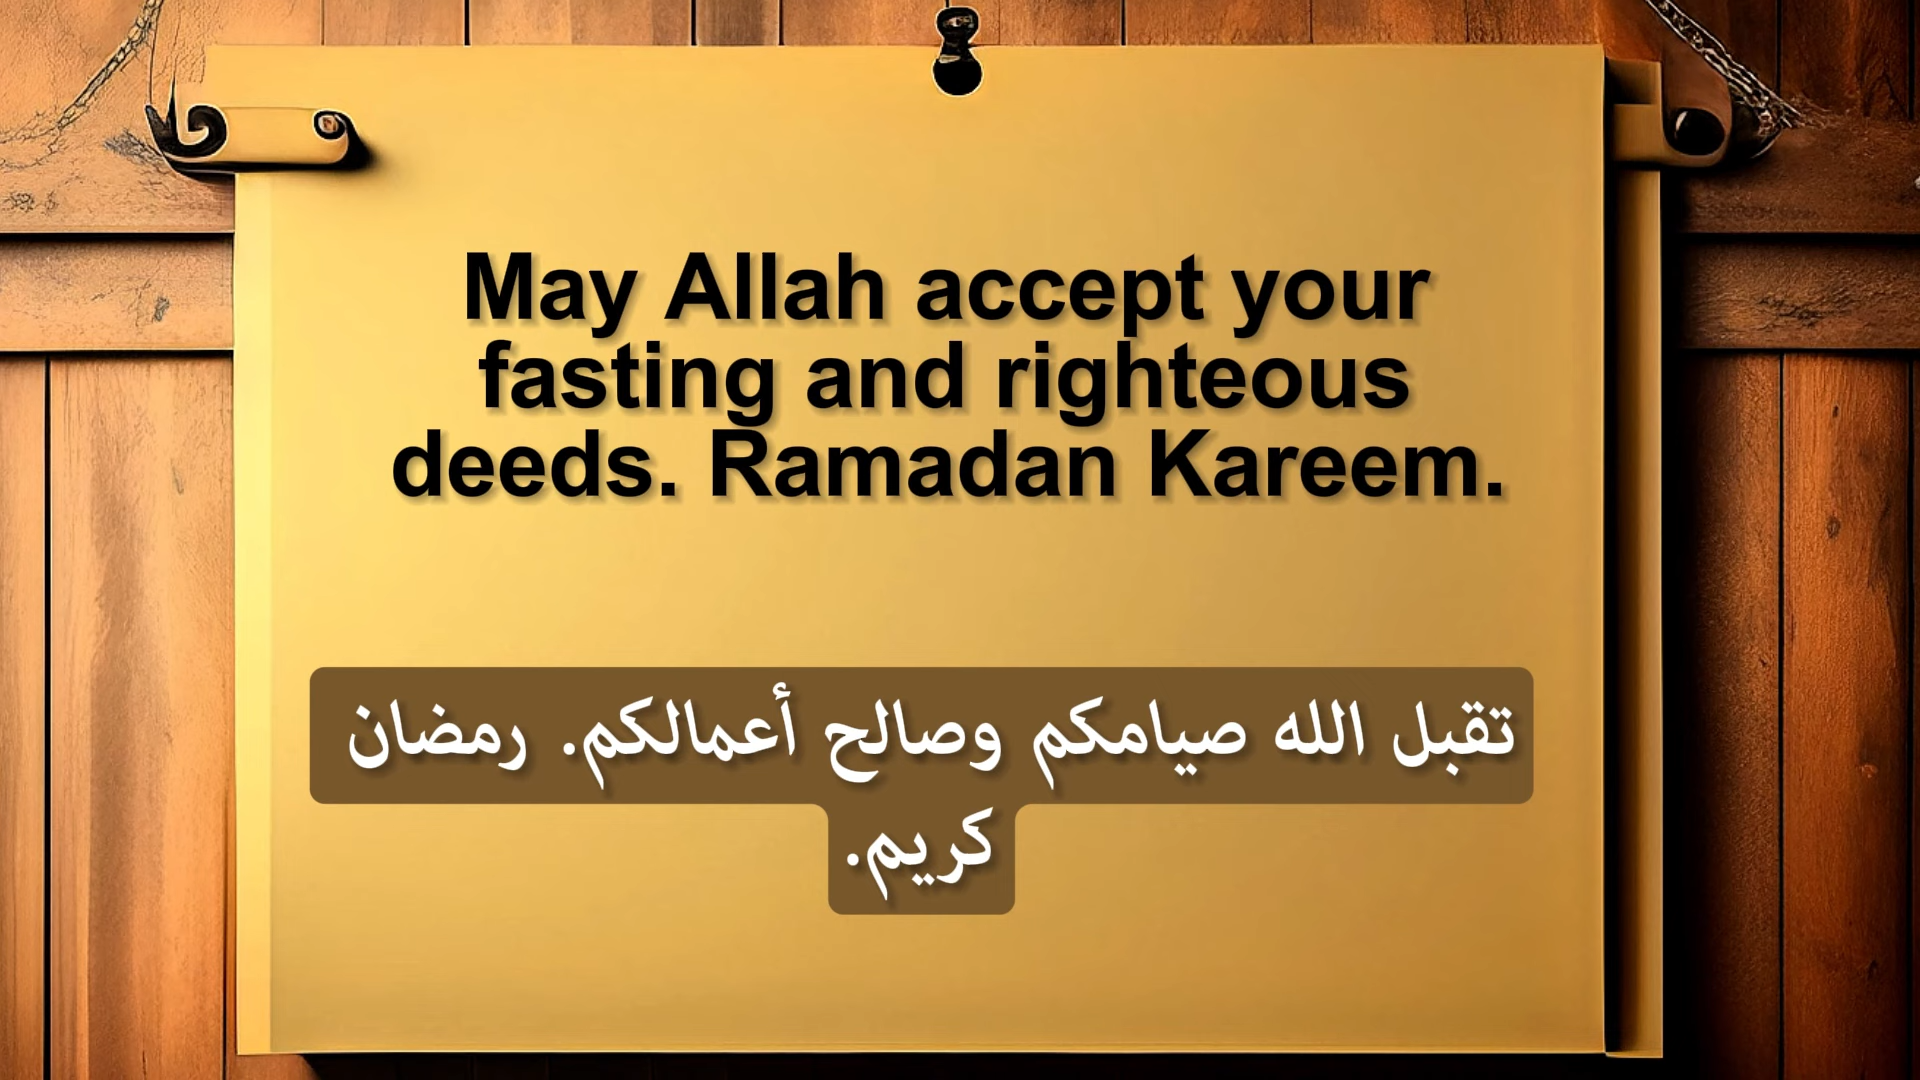 May Allah accept your
fasting and righteous
deeds. Ramadan Kareem.
تقبل الله صيامكم وصالح أعمالكم. رمضان
كريم.